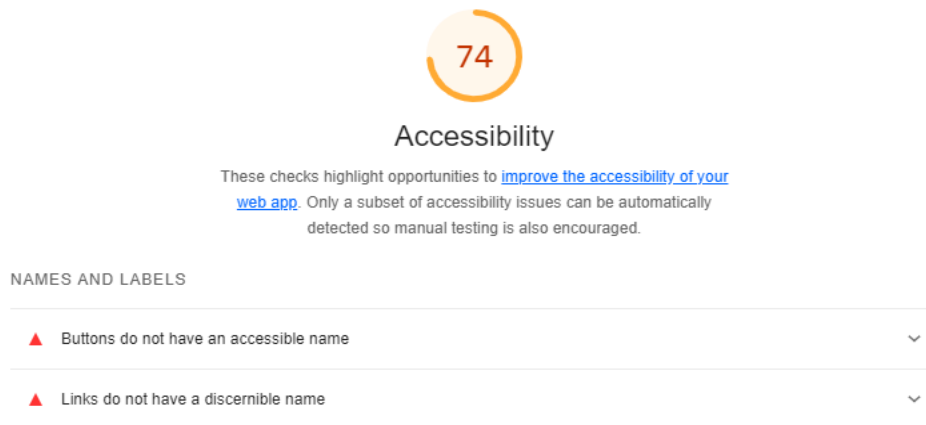 74
Accessibility
These checks highlight opportunities to improve the accessibility of your
web app. Only a subset of accessibility issues can be automatically
detected so manual testing is also encouraged.
NAMES AND LABELS
Buttons do not have an accessible name
Links do not have a discernible name